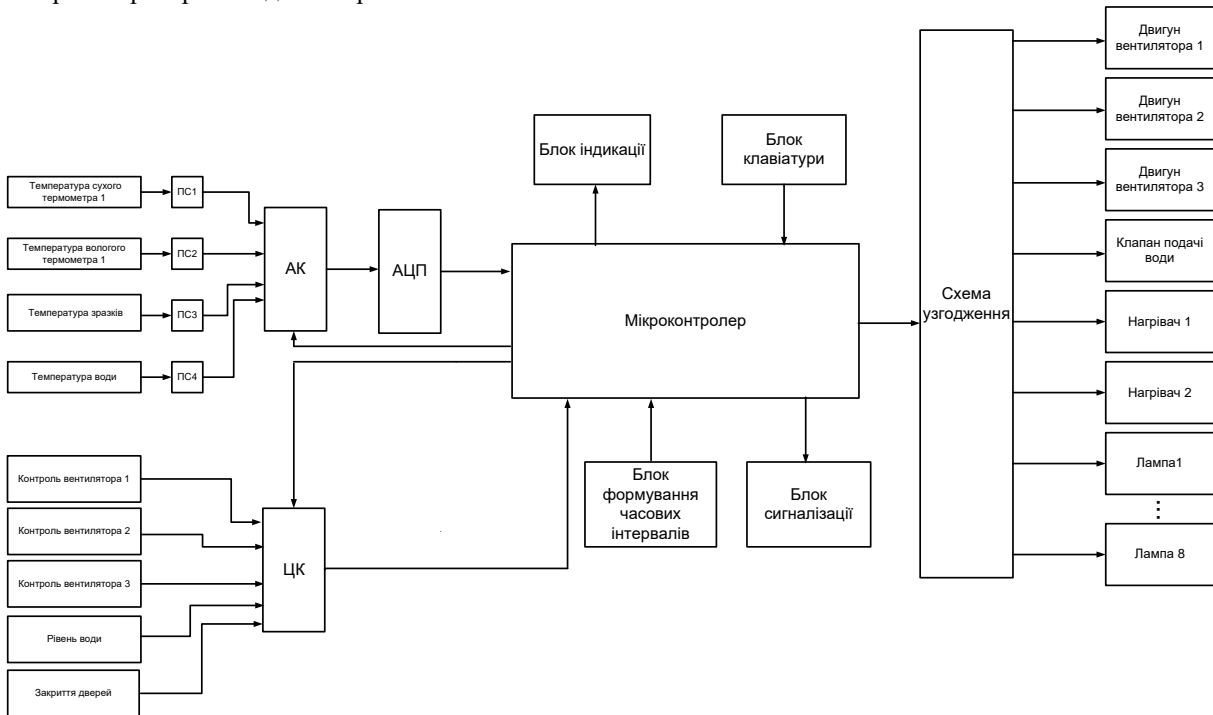 Двигун
вентилятора 1
Двигун
вентилятора 2
Двигун
вентилятора 3
Клапан подачі
води
Нагрівач 1
Нагрівач 2
Лампа1
...
Лампа 8
Схема
узгодження
Блок індикації
Блок
клавіатури
Мікроконтролер
Блок
формування
часових
інтервалів
Блок
сигналізації
Температура сухого
термометра 1
ПС1
Температура вологого
термометра 1
ПС2
Температура зразків
ПС3
Температура води
ПС4
АК
АЦП
Контроль вентилятора 1
Контроль вентилятора 2
Контроль вентилятора 3
Рівень води
Закриття дверей
ЦК